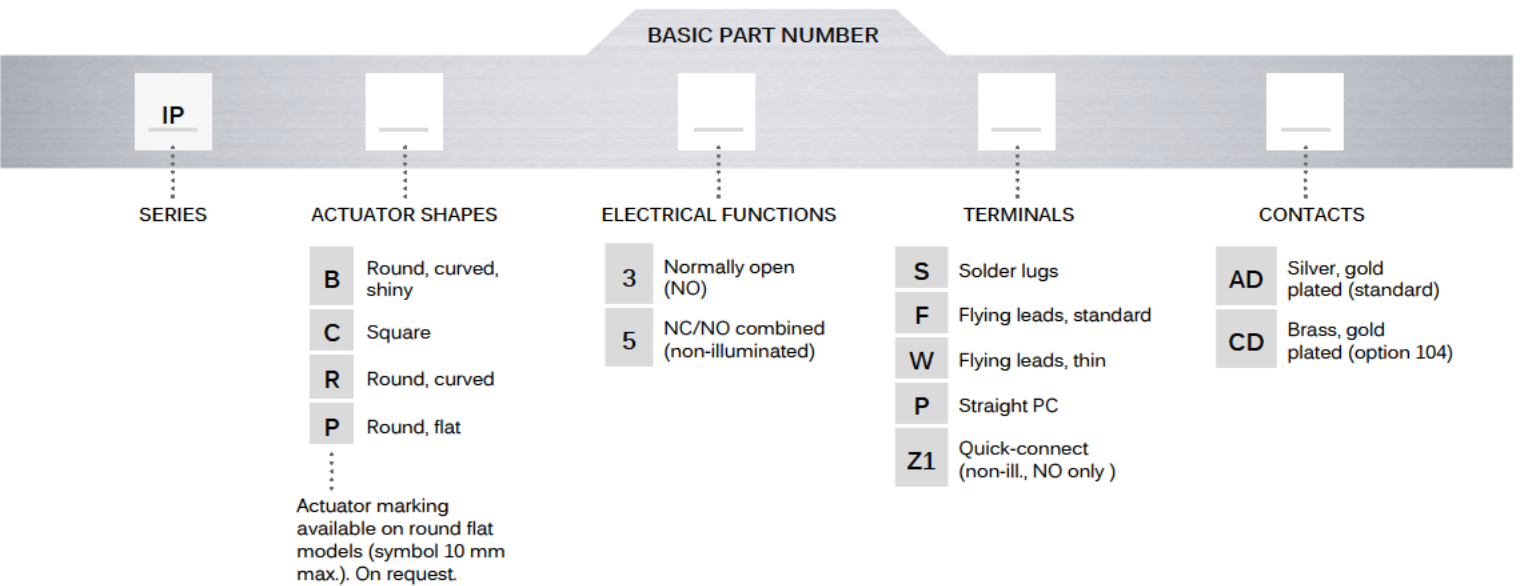 BASIC PART NUMBER
IP
SERIES
ACTUATOR SHAPES
B
Round, curved,
shiny
C
Square
R
Round, curved
P
Round, flat
Actuator marking
available on round flat
models (symbol 10 mm
max.). On request.
ELECTRICAL FUNCTIONS
3
Normally open
(NO)
5
NC/NO combined
(non-illuminated)
TERMINALS
S
Solder lugs
F
Flying leads, standard
W
Flying leads, thin
P
Straight PC
Z1
Quick-connect
(non-ill., NO only )
CONTACTS
AD
Silver, gold
plated (standard)
CD
Brass, gold
plated (option 104)